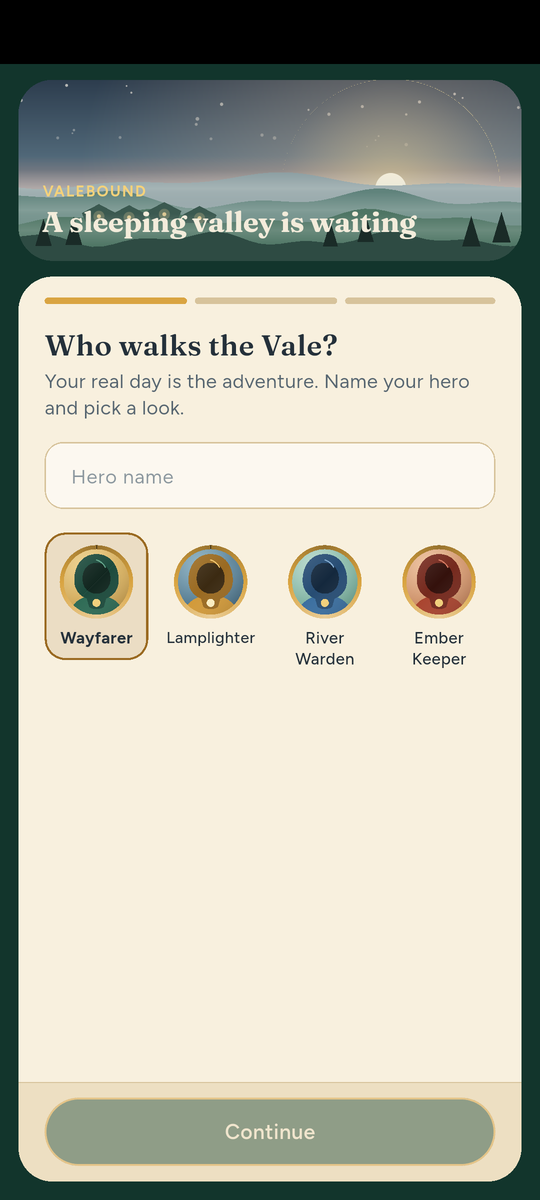 VALEBOUND
A sleeping valley is waiting
Who walks the Vale?
Your real day is the adventure. Name your hero
and pick a look.
Hero name
Wayfarer
Lamplighter
River
Warden
Ember
Keeper
Continue